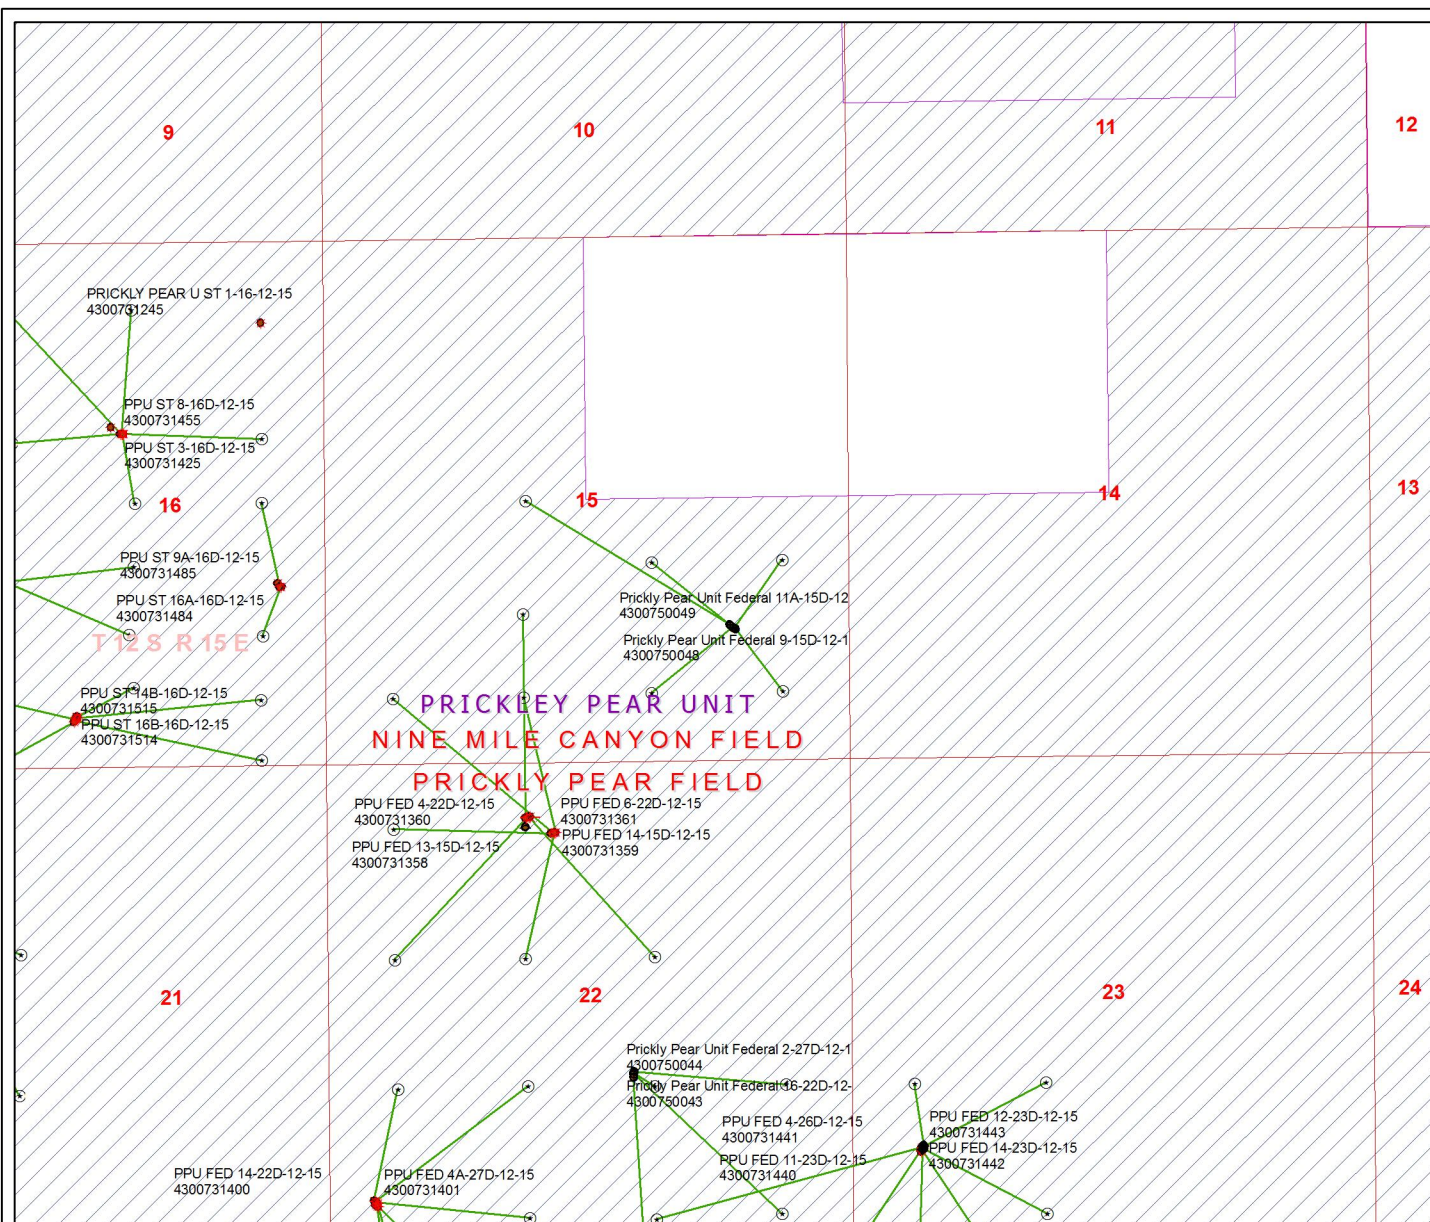 9
10
11
12
PRICKLY PEAR U ST 1-16-12-15
4300731245
PPU ST 8-16D-12-15
4300731455
PPU ST 3-16D-12-15
4300731425
16
15
14
13
PPU ST 9A-16D-12-15
4300731485
PPU ST 16A-16D-12-15
4300731484
T 12 S R 15 E
Prickly Pear Unit Federal 11A-15D-12
4300750049
Prickly Pear Unit Federal 9-15D-12-1
4300750048
PPU ST 14B-16D-12-15
4300731515
PPU ST 16B-16D-12-15
4300731514
PRICKLEY PEAR UNIT
NINE MILE CANYON FIELD
PRICKLY PEAR FIELD
PPU FED 4-22D-12-15
4300731360
PPU FED 6-22D-12-15
4300731361
PPU FED 13-15D-12-15
4300731358
PPU FED 14-15D-12-15
4300731359
21
22
23
24
Prickly Pear Unit Federal 2-27D-12-1
4300750044
Prickly Pear Unit Federal 16-22D-12-
4300750043
PPU FED 4-26D-12-15
4300731441
PPU FED 12-23D-12-15
4300731443
PPU FED 11-23D-12-15
4300731440
PPU FED 14-23D-12-15
4300731442
PPU FED 14-22D-12-15
4300731400
PPU FED 4A-27D-12-15
4300731401